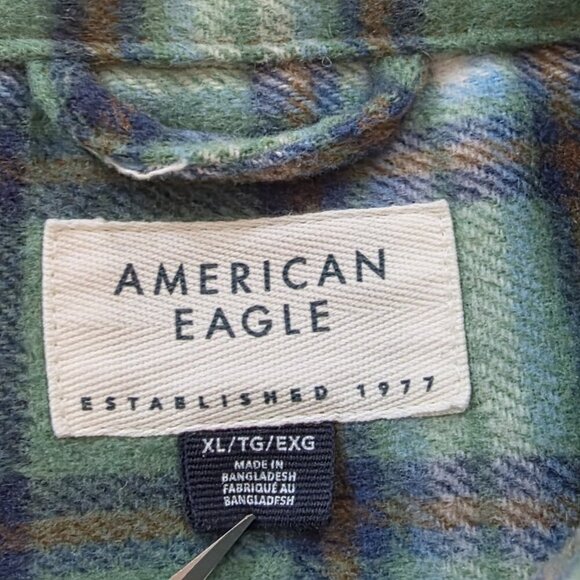 AMERICAN
EAGLE
ESTABLISHED 1977
XL/TG/EXG
MADE IN
BANGLADESH
FABRIQUÉ AU
BANGLADESH